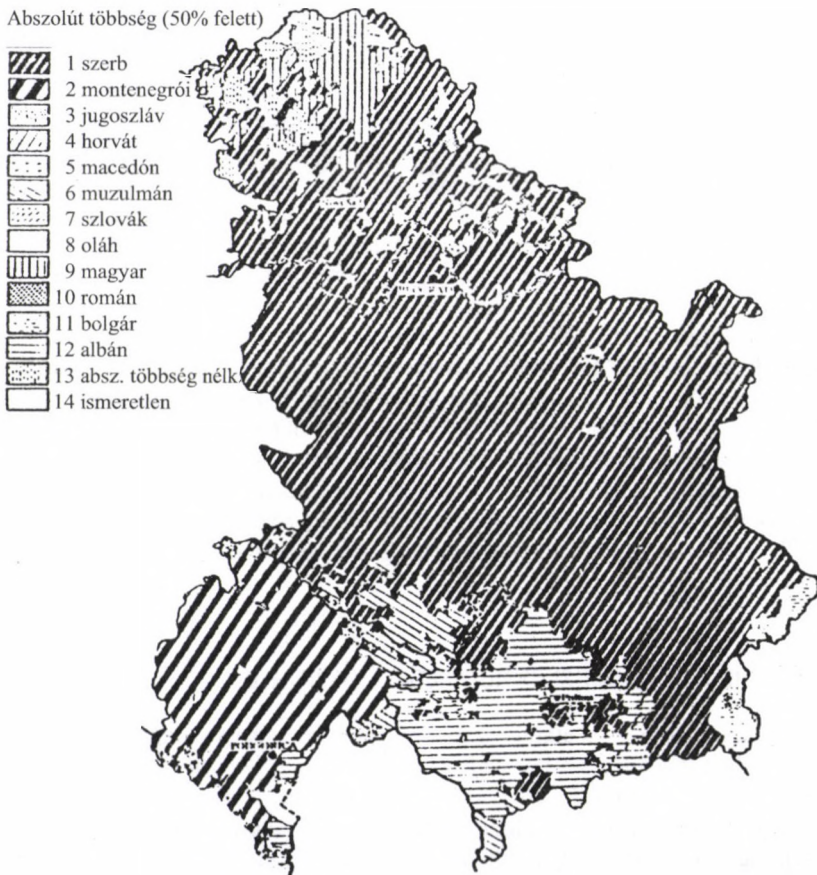 Abszolút többség (50% felett)
1 szerb
2 montenegrói
3 jugoszláv
4 horvát
5 macedón
6 muzulmán
7 szlovák
8 oláh
9 magyar
10 román
11 bolgár
12 albán
13 absz. többség nélk.
14 ismeretlen
PODGORICA